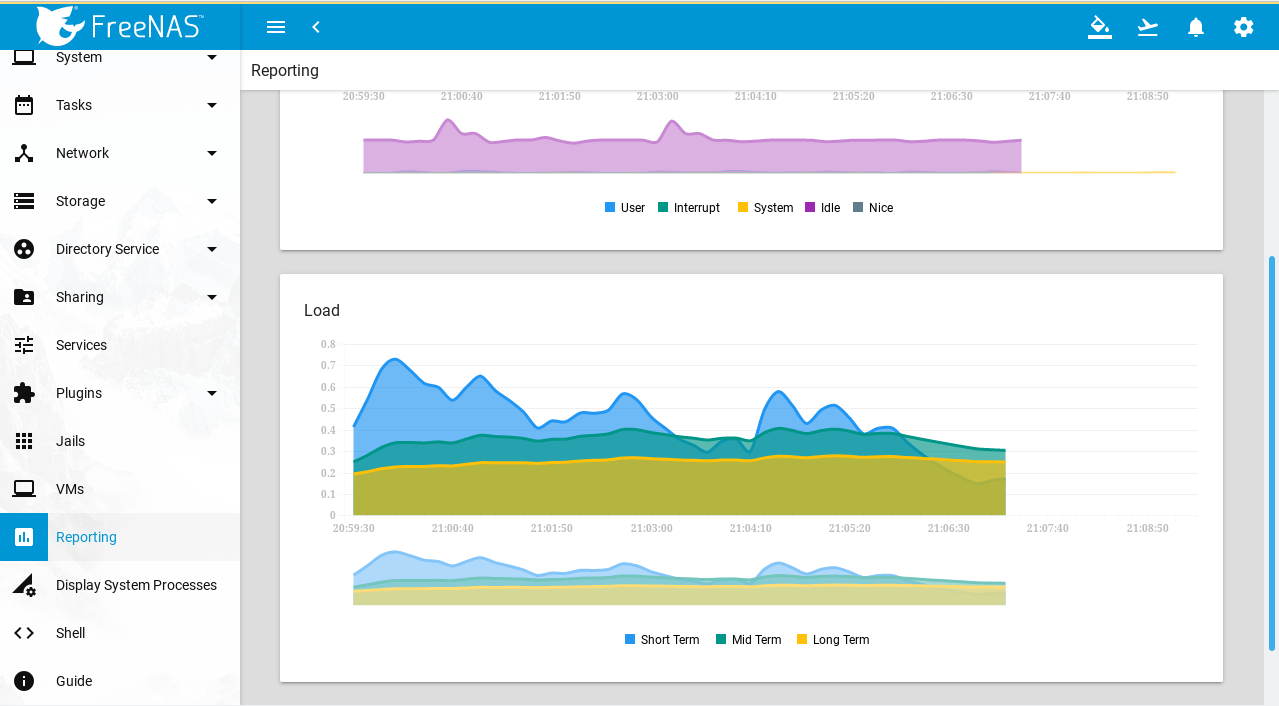 FreeNAS™
System
Tasks
Network
Storage
Directory Service
Sharing
Services
Plugins
Jails
VMs
Reporting
Display System Processes
Shell
Guide
Reporting
20:59:30 21:00:40 21:01:50 21:03:00 21:04:10 21:05:20 21:06:30 21:07:40 21:08:50
User Interrupt System Idle Nice
Load
0.8
0.7
0.6
0.5
0.4
0.3
0.2
0.1
0
20:59:30 21:00:40 21:01:50 21:03:00 21:04:10 21:05:20 21:06:30 21:07:40 21:08:50
Short Term Mid Term Long Term